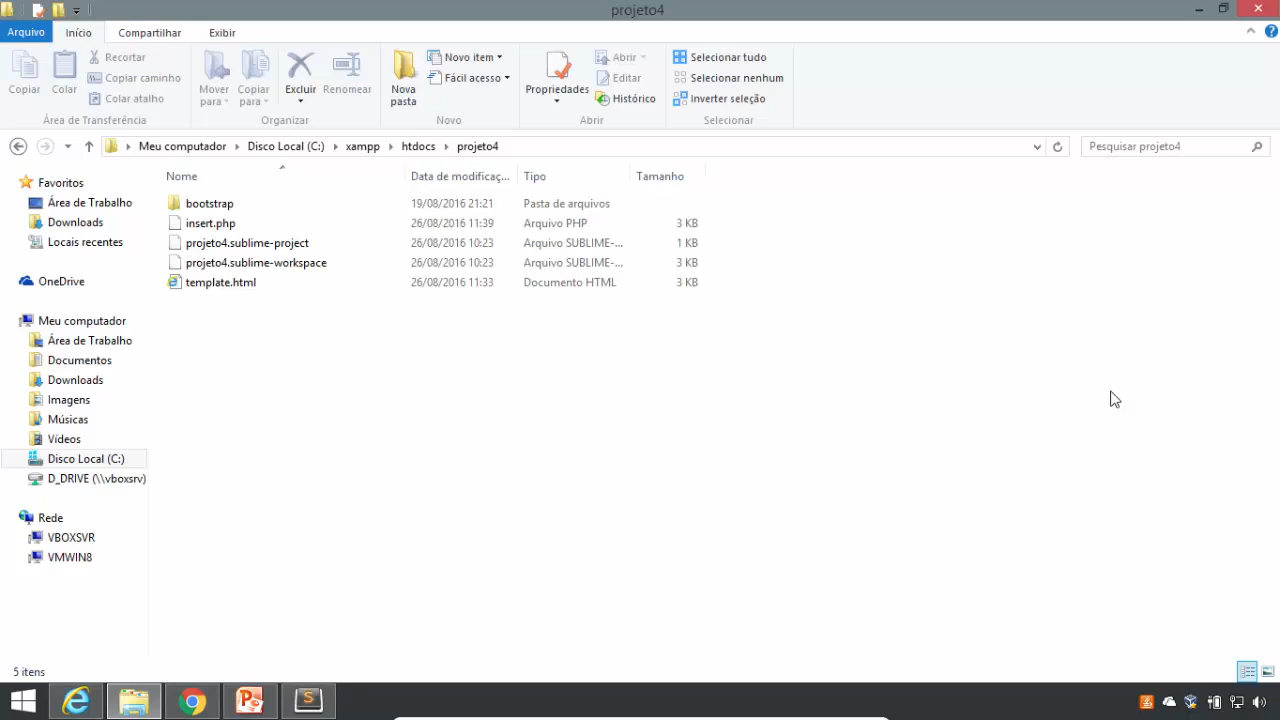 projeto4
Arquivo Início Compartilhar Exibir
Copiar
Colar
Recortar
Copiar caminho
Colar atalho
Mover para
Copiar para
Excluir
Renomear
Nova pasta
Novo item
Fácil acesso
Propriedades
Abrir
Editar
Histórico
Selecionar tudo
Selecionar nenhum
Inverter seleção
Área de Transferência Organizar Novo Abrir Selecionar
Meu computador Disco Local (C:) xampp htdocs projeto4 Pesquisar projeto4
Nome Data de modificaç... Tipo Tamanho
bootstrap 19/08/2016 21:21 Pasta de arquivos
insert.php 26/08/2016 11:39 Arquivo PHP 3 KB
projeto4.sublime-project 26/08/2016 10:23 Arquivo SUBLIME-... 1 KB
projeto4.sublime-workspace 26/08/2016 10:23 Arquivo SUBLIME-... 3 KB
template.html 26/08/2016 11:33 Documento HTML 3 KB
Favoritos
Área de Trabalho
Downloads
Locais recentes
OneDrive
Meu computador
Área de Trabalho
Documentos
Downloads
Imagens
Músicas
Vídeos
Disco Local (C:)
D_DRIVE (\\vboxsrv)
Rede
VBOXSVR
VMWIN8
5 itens